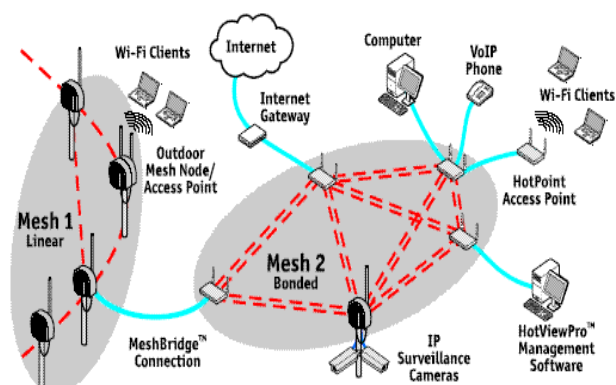 Wi-Fi Clients
Internet
Computer
VoIP
Phone
Wi-Fi Clients
Internet
Gateway
Outdoor
Mesh Node/
Access Point
HotPoint
Access Point
Mesh 1
Linear
Mesh 2
Bonded
MeshBridge™
Connection
IP
Surveillance
Cameras
HotViewPro™
Management
Software